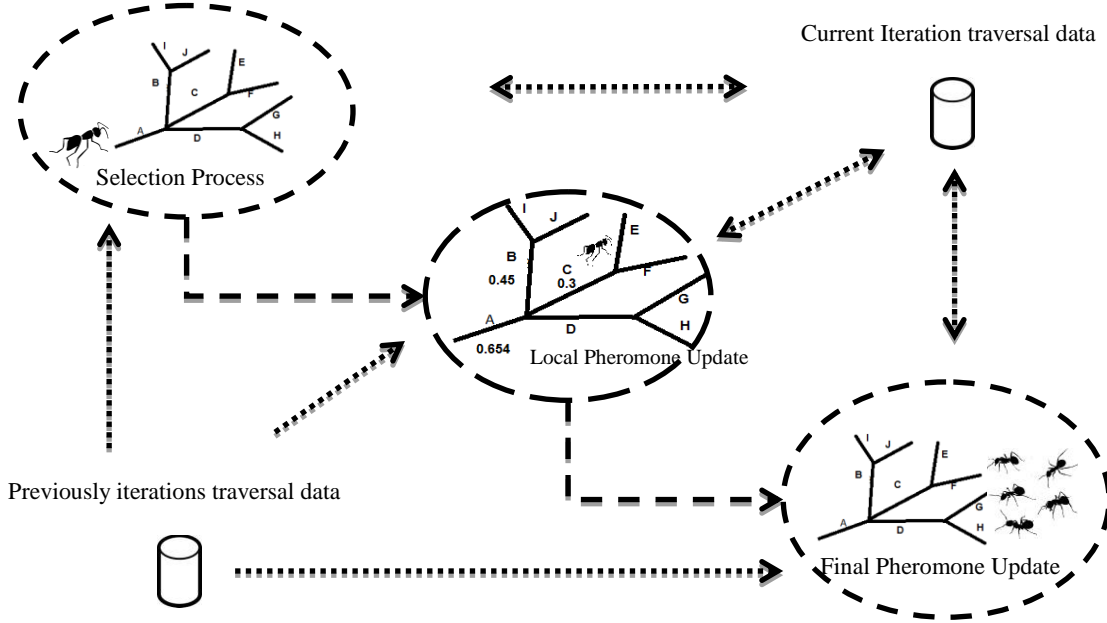 Current Iteration traversal data
I
J
B
E
C
F
G
A
D
H
Selection Process
I
J
E
B
0.45
C
0.3
F
G
A
D
H
0.654
Local Pheromone Update
Previously iterations traversal data
I
J
E
B
C
F
G
A
D
H
Final Pheromone Update